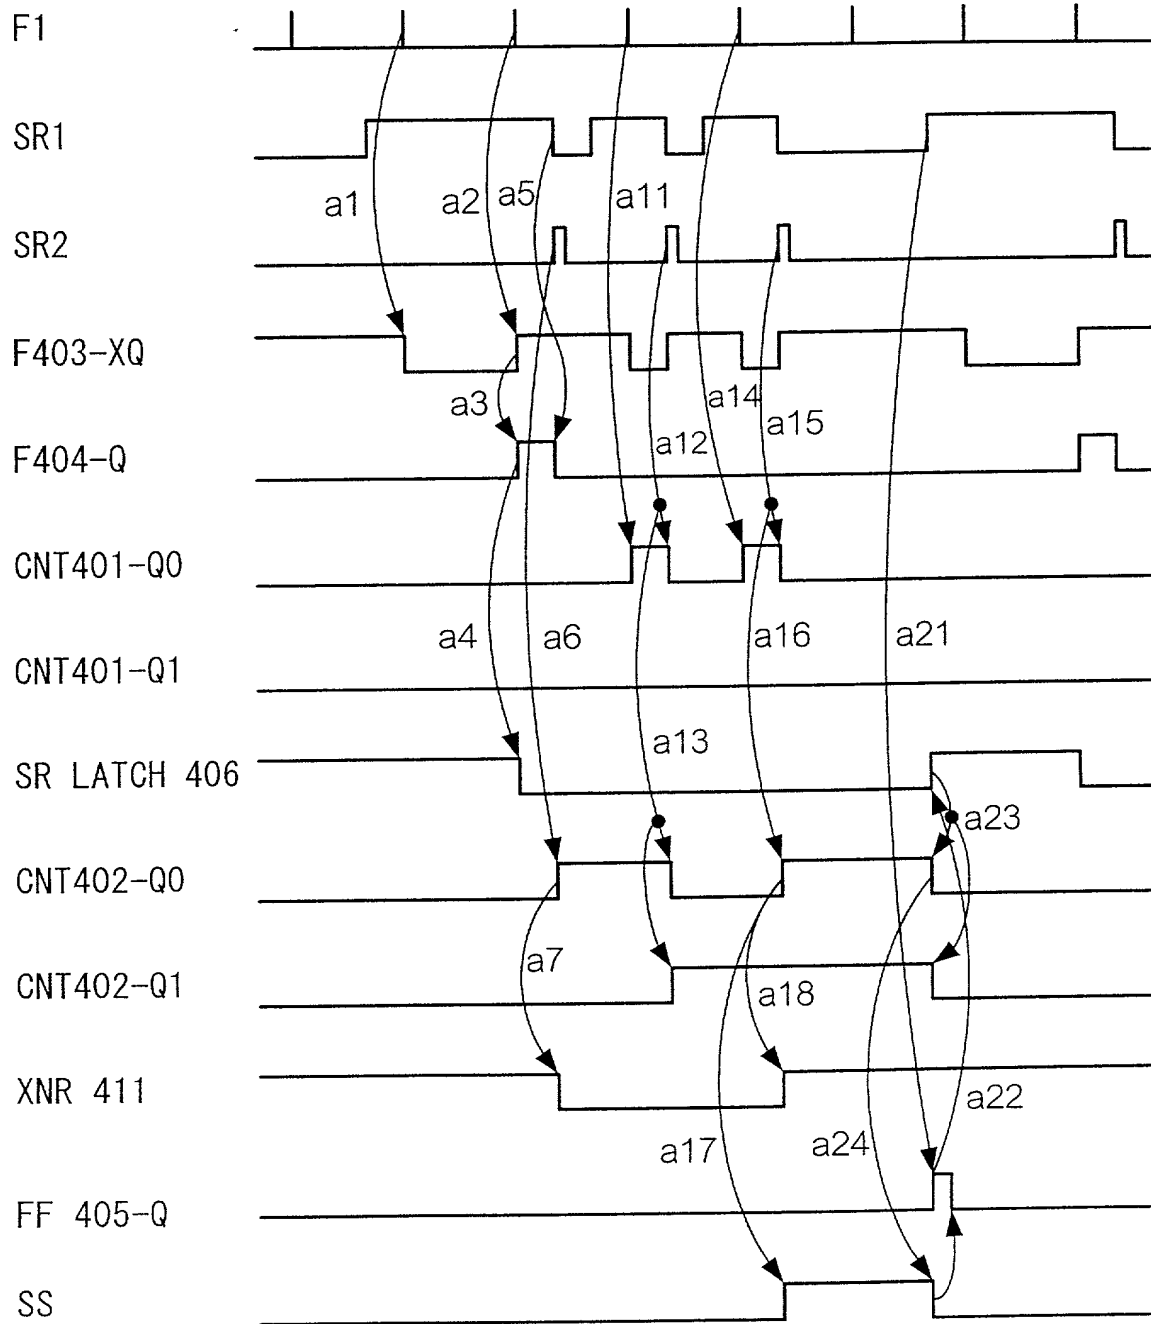 F1
SR1
a1
a2
a5
a11
SR2
F403-XQ
a3
a14
a15
a12
F404-Q
CNT401-Q0
a4
a6
a16
a21
CNT401-Q1
a13
SR LATCH 406
a23
CNT402-Q0
a7
CNT402-Q1
a18
XNR 411
a22
a17
a24
FF 405-Q
SS